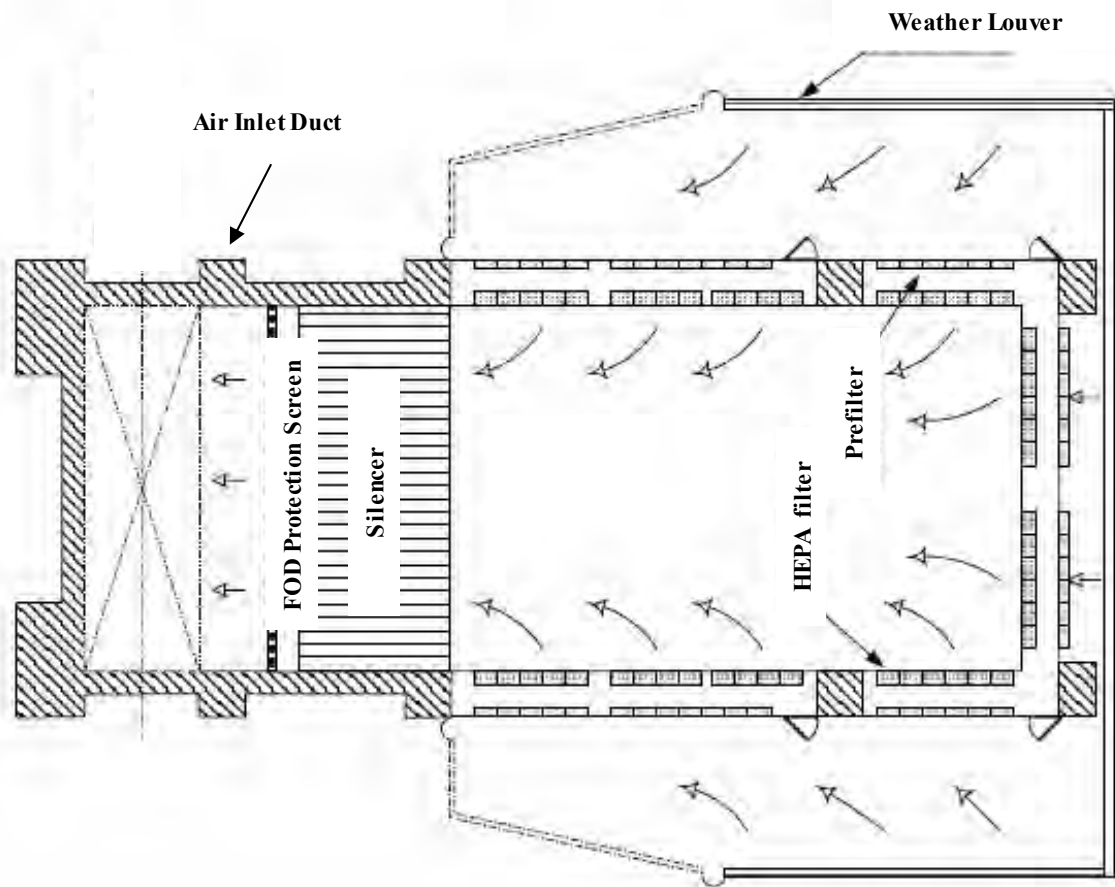 Weather Louver
Air Inlet Duct
FOD Protection Screen
Silencer
HEPA filter
Prefilter